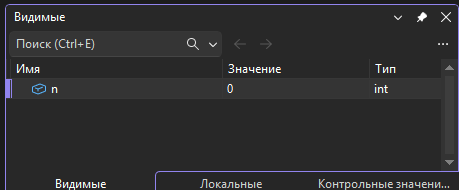 Видимые
Поиск (Ctrl+E)
Имя Значение Тип
n 0 int
Видимые Локальные Контрольные значени...